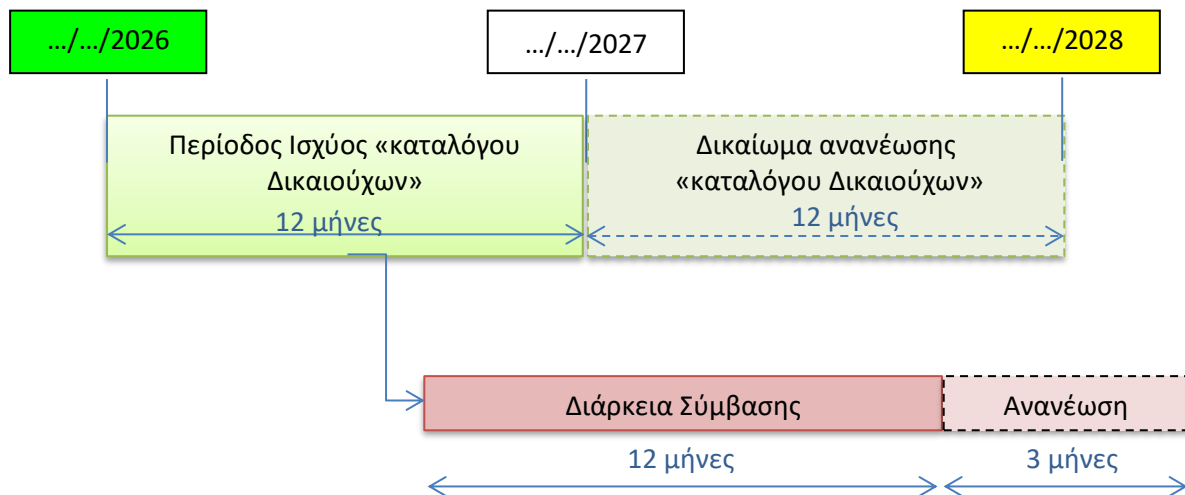 …/…/2026
…/…/2027
…/…/2028
Περίοδος Ισχύος «καταλόγου
Δικαιούχων»
12 μήνες
Δικαίωμα ανανέωσης
«καταλόγου Δικαιούχων»
12 μήνες
Διάρκεια Σύμβασης
Ανανέωση
12 μήνες
3 μήνες